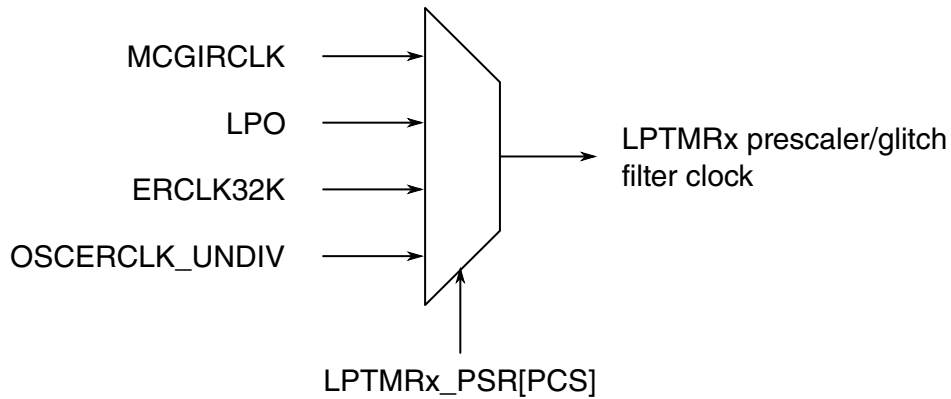 MCGIRCLK
LPO
ERCLK32K
OSCERCLK_UNDIV
LPTMRx prescaler/glitch
filter clock
LPTMRx_PSR[PCS]